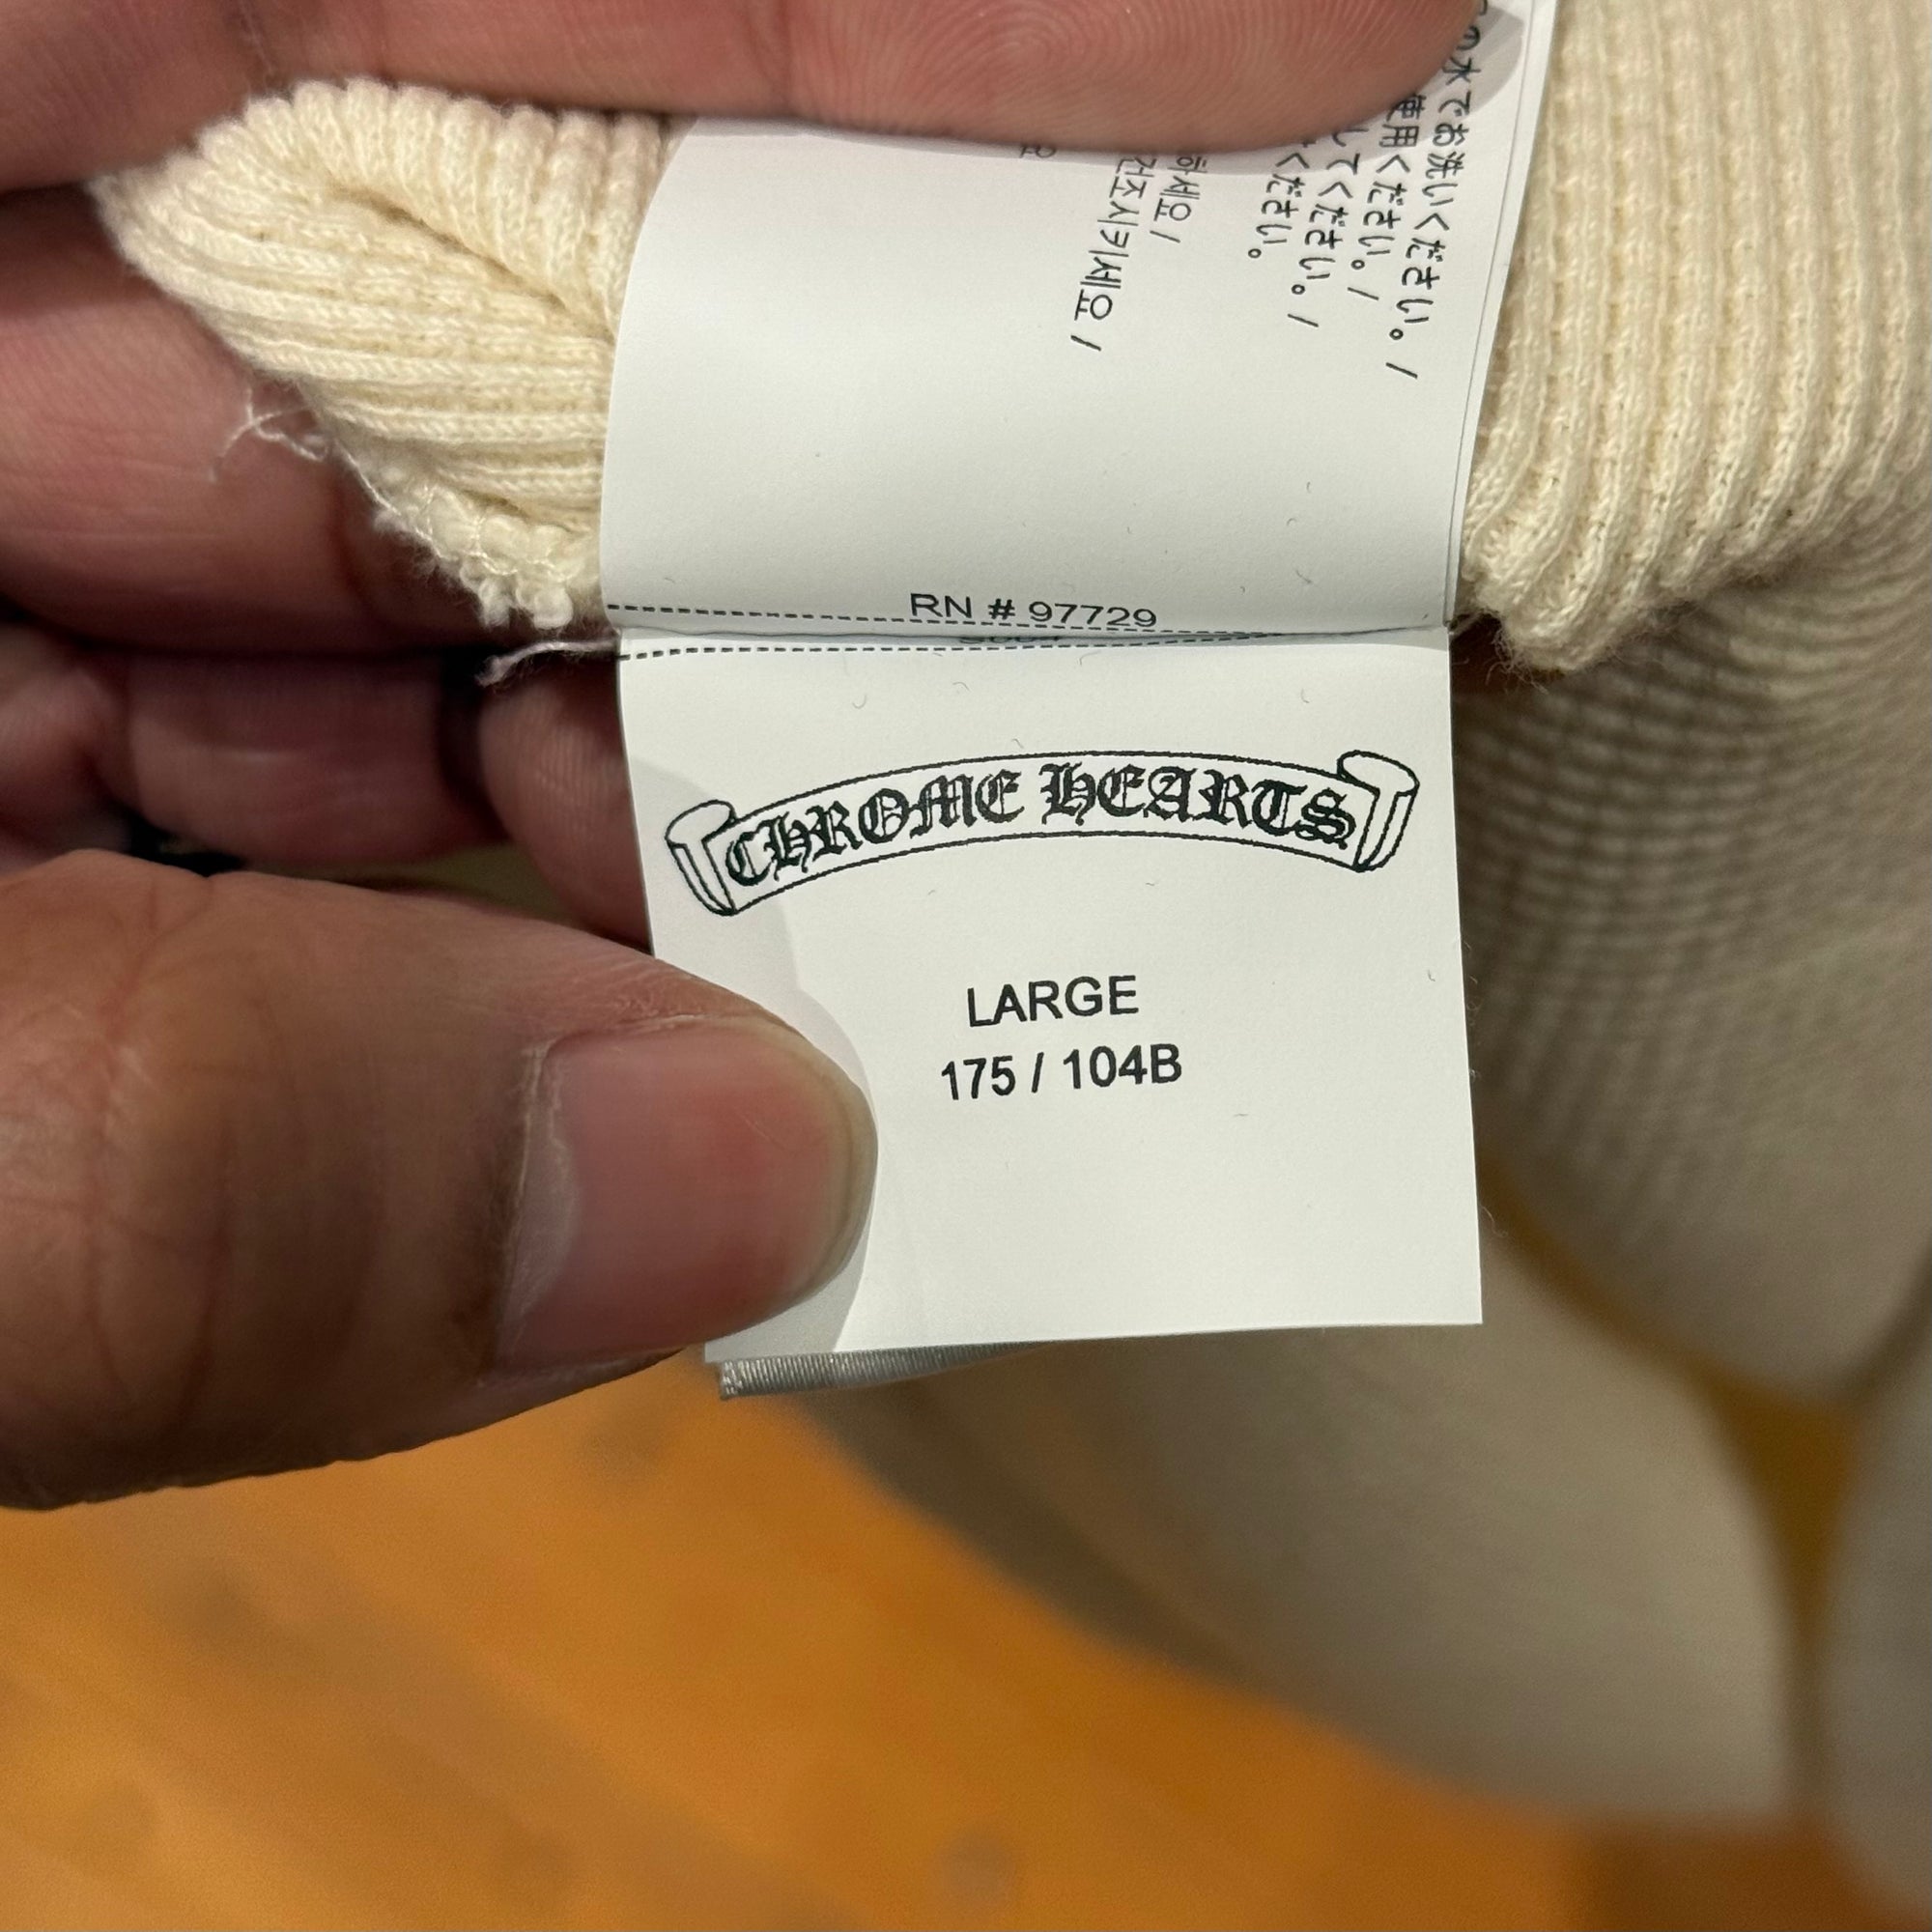 の水でお洗いください。/
使用ください。/
してください。/
ください。
하세요 /
건조시키세요 /
RN # 97729
CHROME HEARTS
LARGE
175 / 104B